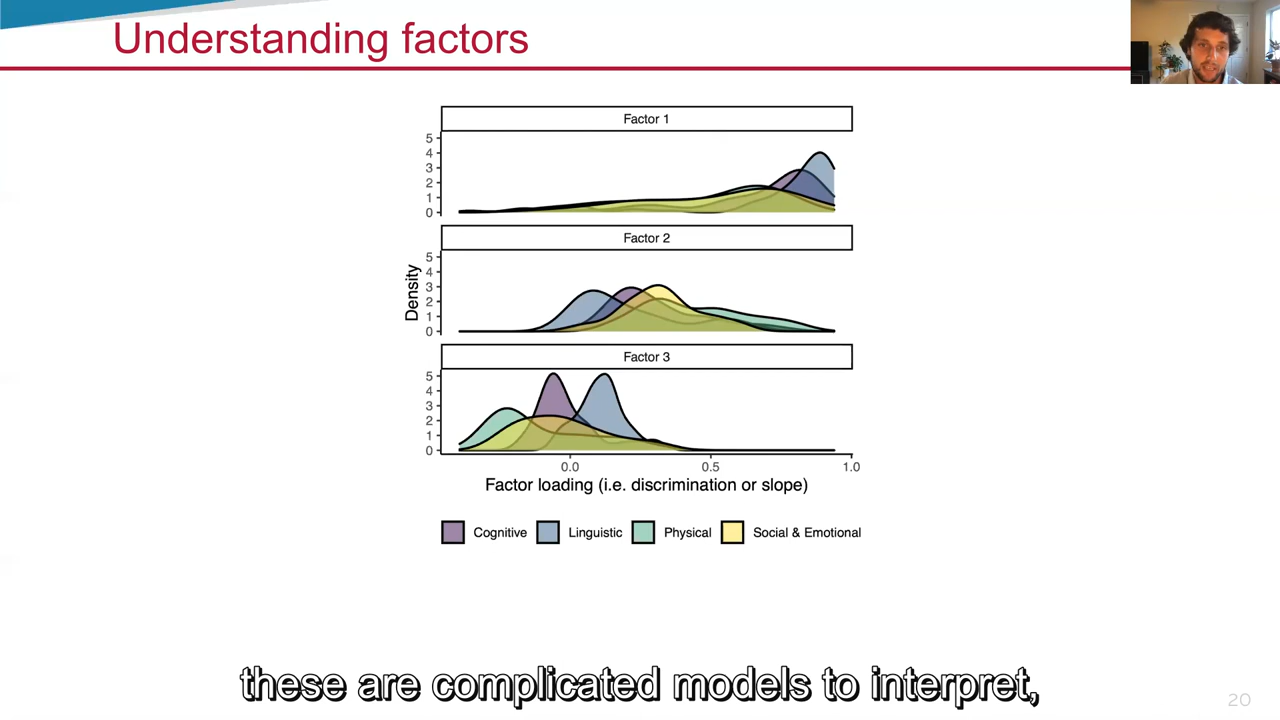 Understanding factors
Factor 1
5
4
3
2
1
0
Factor 2
5
4
3
2
1
0
Density
Factor 3
5
4
3
2
1
0
0.0 0.5 1.0
Factor loading (i.e. discrimination or slope)
Cognitive Linguistic Physical Social & Emotional
these are complicated models to interpret,
20